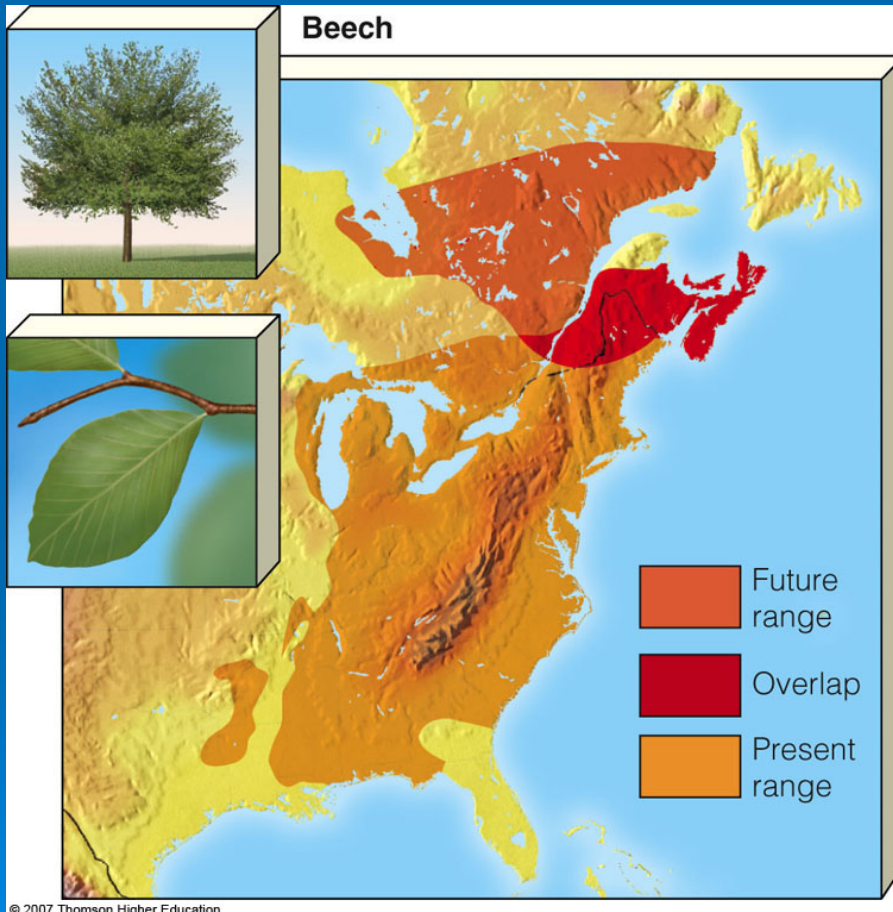 Beech
Future
range
Overlap
Present
range
© 2007 Thomson Higher Education